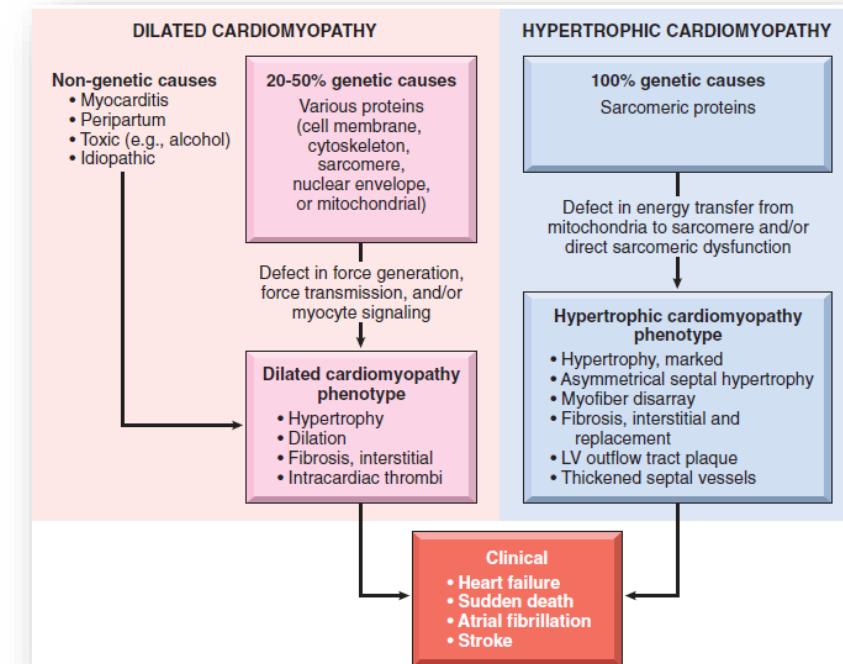 DILATED CARDIOMYOPATHY
Non-genetic causes
• Myocarditis
• Peripartum
• Toxic (e.g., alcohol)
• Idiopathic
20-50% genetic causes
Various proteins
(cell membrane,
cytoskeleton,
sarcomere,
nuclear envelope,
or mitochondrial)
Defect in force generation,
force transmission, and/or
myocyte signaling
Dilated cardiomyopathy
phenotype
• Hypertrophy
• Dilation
• Fibrosis, interstitial
• Intracardiac thrombi
HYPERTROPHIC CARDIOMYOPATHY
100% genetic causes
Sarcomeric proteins
Defect in energy transfer from
mitochondria to sarcomere and/or
direct sarcomeric dysfunction
Hypertrophic cardiomyopathy
phenotype
• Hypertrophy, marked
• Asymmetrical septal hypertrophy
• Myofiber disarray
• Fibrosis, interstitial and
replacement
• LV outflow tract plaque
• Thickened septal vessels
Clinical
• Heart failure
• Sudden death
• Atrial fibrillation
• Stroke